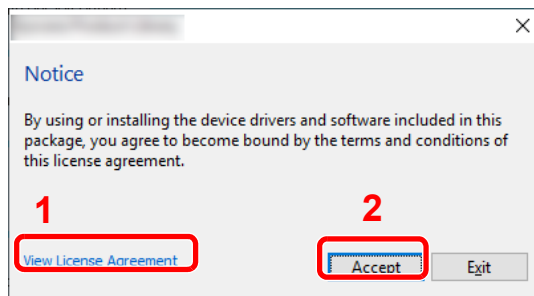 Notice
By using or installing the device drivers and software included in this
package, you agree to become bound by the terms and conditions of
this license agreement.
1 2
View License Agreement Accept Exit